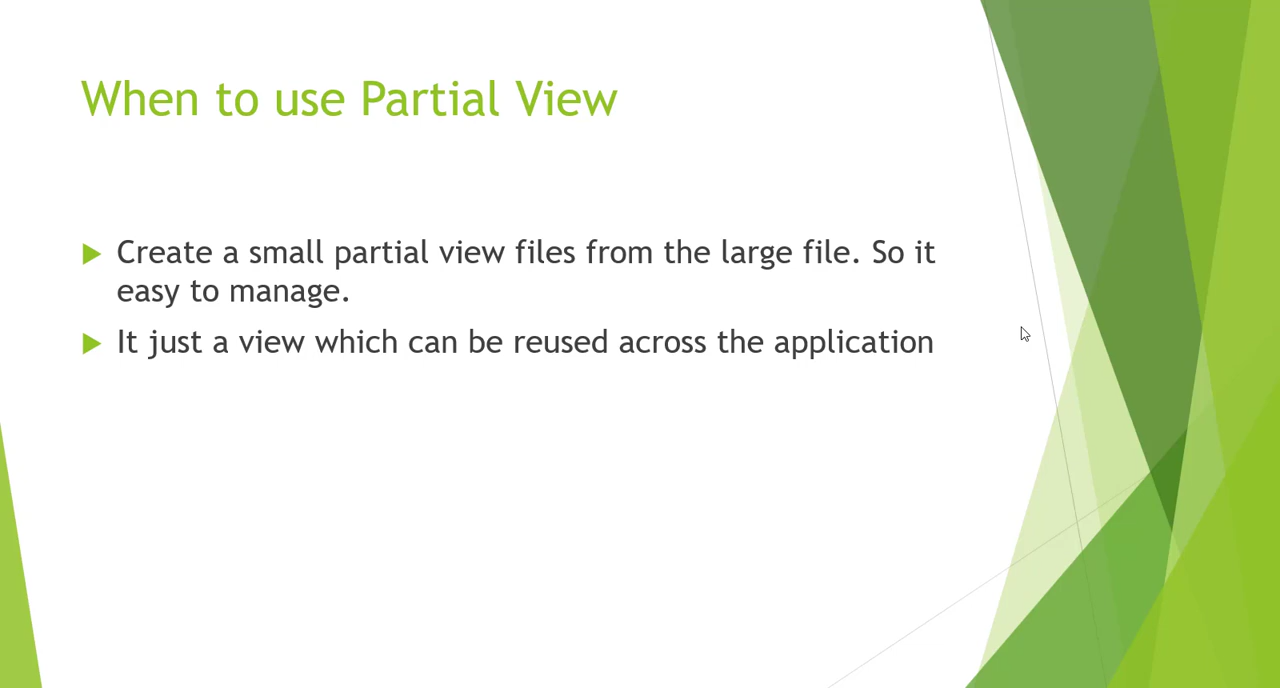 When to use Partial View
Create a small partial view files from the large file. So it
easy to manage.
It just a view which can be reused across the application